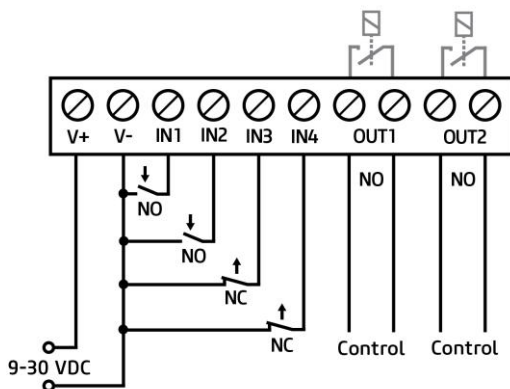 V+ V- IN1 IN2 IN3 IN4 OUT1 OUT2
NO NO
NO
NO
NC
NC
Control Control
9-30 VDC